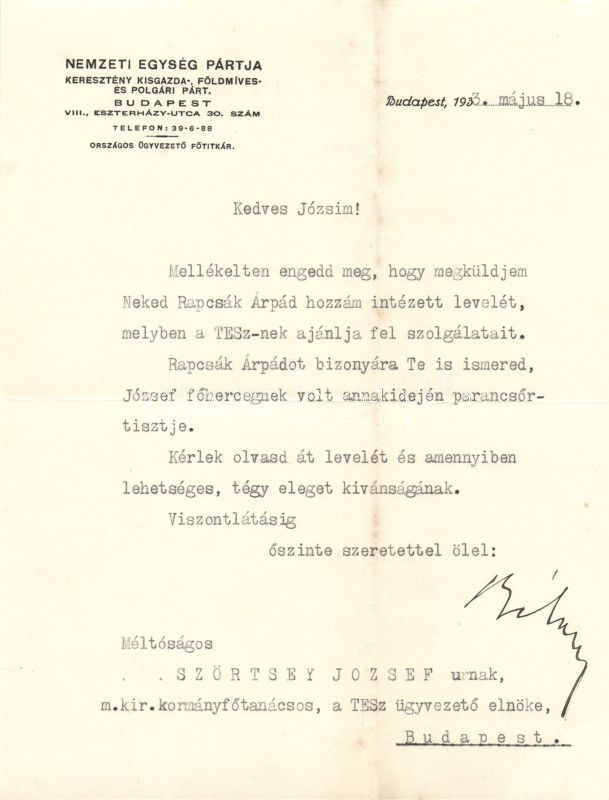 NEMZETI EGYSÉG PÁRTJA
KERESZTÉNY KISGAZDA-, FÖLDMÍVES-
ÉS POLGÁRI PÁRT.
BUDAPEST
VIII., ESZTERHÁZY-UTCA 30. SZÁM
TELEFON: 39-6-88
ORSZÁGOS ÜGYVEZETŐ FŐTITKÁR.
Budapest, 1933. május 18.
Kedves Józsim!
Mellékelten engedd meg, hogy megküldjem
Neked Rapcsák Árpád hozzám intézett levelét,
melyben a TESz-nek ajánlja fel szolgálatait.
Rapcsák Árpádot bizonyára Te is ismered,
József főhercegnek volt annakidején parancsőr-
tisztje.
Kérlek olvasd át levelét és amennyiben
lehetséges, tégy eleget kivánságának.
Viszontlátásig
őszinte szeretettel ölel:
Méltóságos
. . SZÖRTSEY JOZSEF urnak,
m.kir.kormányfőtanácsos, a TESz ügyvezető elnöke,
Budapest.